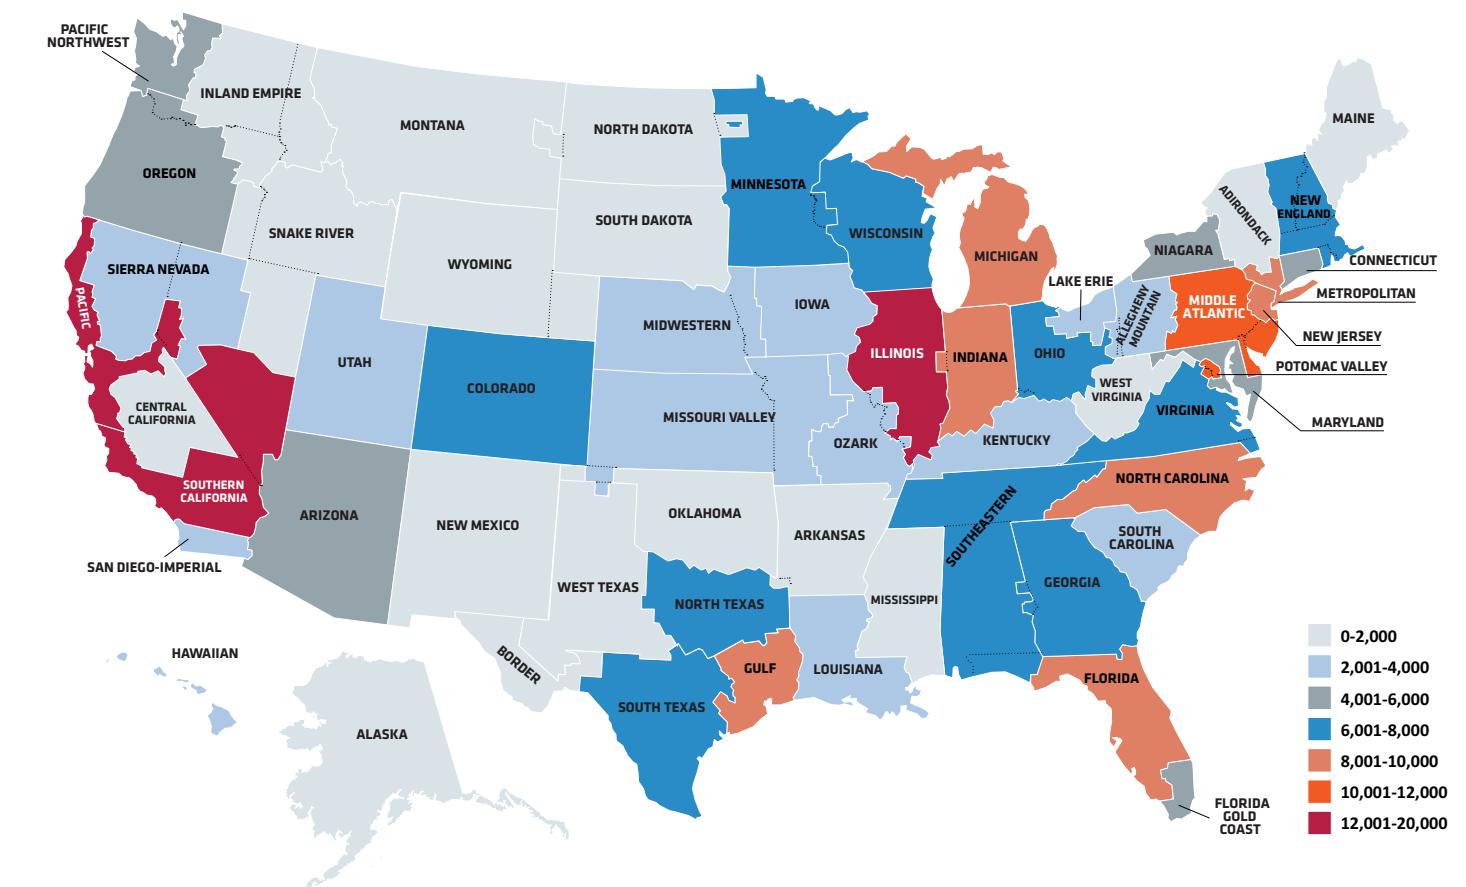 PACIFIC
NORTHWEST
INLAND EMPIRE
MONTANA
NORTH DAKOTA
MAINE
OREGON
MINNESOTA
ADIRONDACK
NEW
ENGLAND
SNAKE RIVER
SOUTH DAKOTA
WISCONSIN
NIAGARA
SIERRA NEVADA
WYOMING
MICHIGAN
CONNECTICUT
LAKE ERIE
METROPOLITAN
PACIFIC
IOWA
ALLEGHENY
MOUNTAIN
MIDDLE
ATLANTIC
MIDWESTERN
NEW JERSEY
UTAH
ILLINOIS
INDIANA
OHIO
POTOMAC VALLEY
COLORADO
WEST
VIRGINIA
CENTRAL
CALIFORNIA
MISSOURI VALLEY
VIRGINIA
MARYLAND
OZARK
KENTUCKY
SOUTHERN
CALIFORNIA
NORTH CAROLINA
ARIZONA
NEW MEXICO
OKLAHOMA
ARKANSAS
SOUTHEASTERN
SOUTH
CAROLINA
SAN DIEGO-IMPERIAL
WEST TEXAS
NORTH TEXAS
MISSISSIPPI
GEORGIA
HAWAIIAN
BORDER
GULF
LOUISIANA
FLORIDA
SOUTH TEXAS
ALASKA
FLORIDA
GOLD
COAST
0-2,000
2,001-4,000
4,001-6,000
6,001-8,000
8,001-10,000
10,001-12,000
12,001-20,000